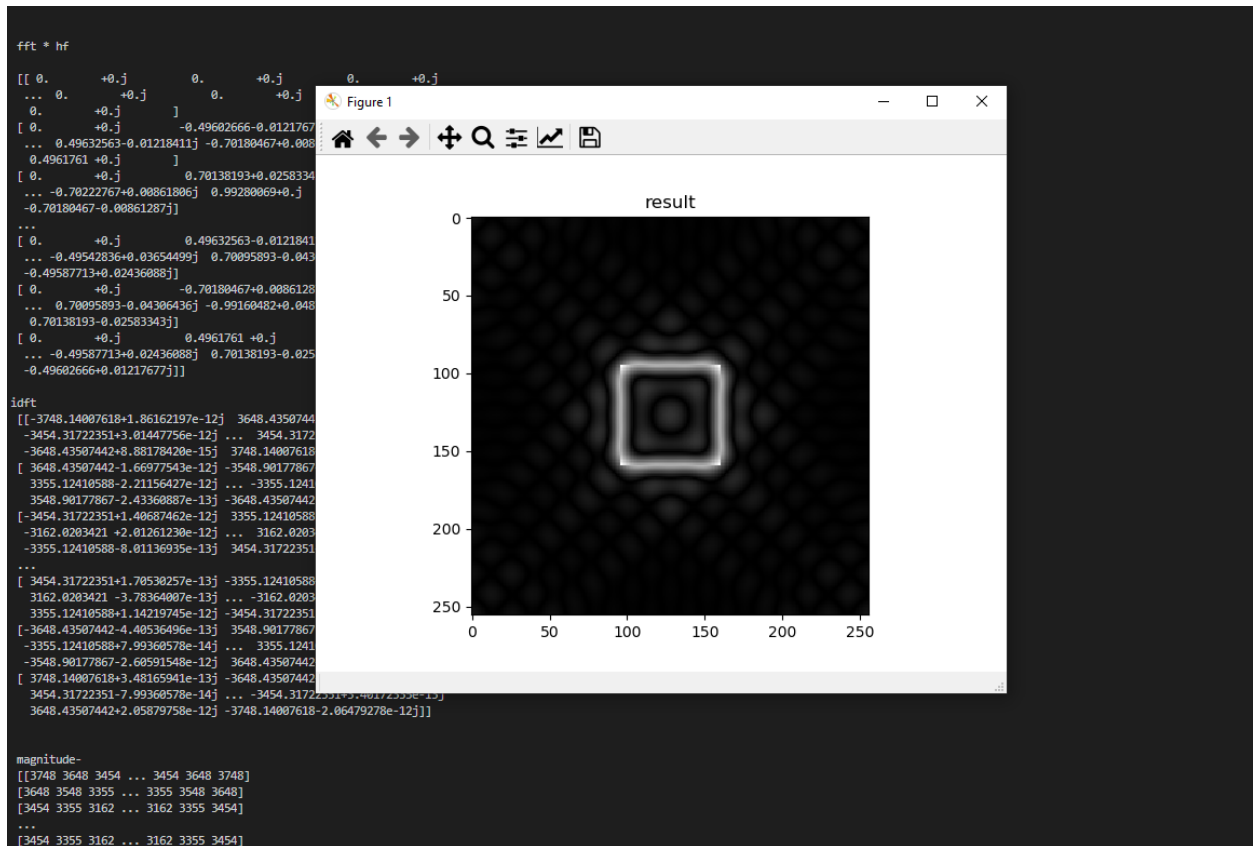 fft * hf
[[ 0. +0.j 0. +0.j 0. +0.j
... 0. +0.j 0. +0.j
0. +0.j ]
[ 0. +0.j -0.49602666-0.0121767
... 0.49632563-0.01218411j -0.70180467+0.008
0.4961761 +0.j ]
[ 0. +0.j 0.70138193+0.0258334
... -0.70222767+0.00861806j 0.99280069+0.j
-0.70180467-0.00861287j]
...
[ 0. +0.j 0.49632563-0.0121841
... -0.49542836+0.03654499j 0.70095893-0.043
-0.49587713+0.02436088j]
[ 0. +0.j -0.70180467+0.0086128
... 0.70095893-0.04306436j -0.99160482+0.048
0.70138193-0.02583343j]
[ 0. +0.j 0.4961761 +0.j
... -0.49587713+0.02436088j 0.70138193-0.025
-0.49602666+0.01217677j]]
idft
[[-3748.14007618+1.86162197e-12j 3648.4350744
-3454.31722351+3.01447756e-12j ... 3454.3172
-3648.43507442+8.88178420e-15j 3748.14007618
[ 3648.43507442-1.66977543e-12j -3548.90177867
3355.12410588-2.21156427e-12j ... -3355.1241
3548.90177867-2.43360887e-13j -3648.43507442
[-3454.31722351+1.40687462e-12j 3355.12410588
-3162.0203421 +2.01261230e-12j ... 3162.0203
-3355.12410588-8.01136935e-13j 3454.31722351
...
[ 3454.31722351+1.70530257e-13j -3355.12410588
3162.0203421 -3.78364007e-13j ... -3162.0203
3355.12410588+1.14219745e-12j -3454.31722351
[-3648.43507442-4.40536496e-13j 3548.90177867
-3355.12410588+7.99360578e-14j ... 3355.1241
-3548.90177867-2.60591548e-12j 3648.43507442
[ 3748.14007618+3.48165941e-13j -3648.43507442
3454.31722351-7.99360578e-14j ... -3454.31722351+3.40172335e-13j
3648.43507442+2.05879758e-12j -3748.14007618-2.06479278e-12j]]
magnitude-
[[3748 3648 3454 ... 3454 3648 3748]
[3648 3548 3355 ... 3355 3548 3648]
[3454 3355 3162 ... 3162 3355 3454]
...
[3454 3355 3162 ... 3162 3355 3454]
Figure 1
result
0
50
100
150
200
250
0 50 100 150 200 250